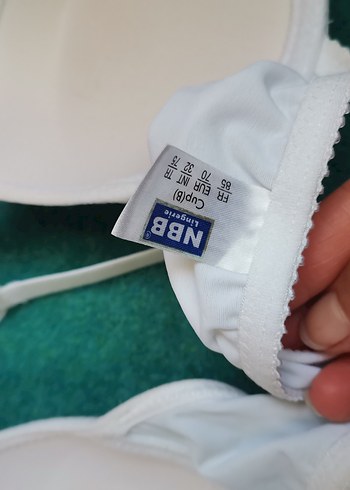 NBB®
Lingerie
Cup(B)
FR EUR INT TR
85 70 32 75